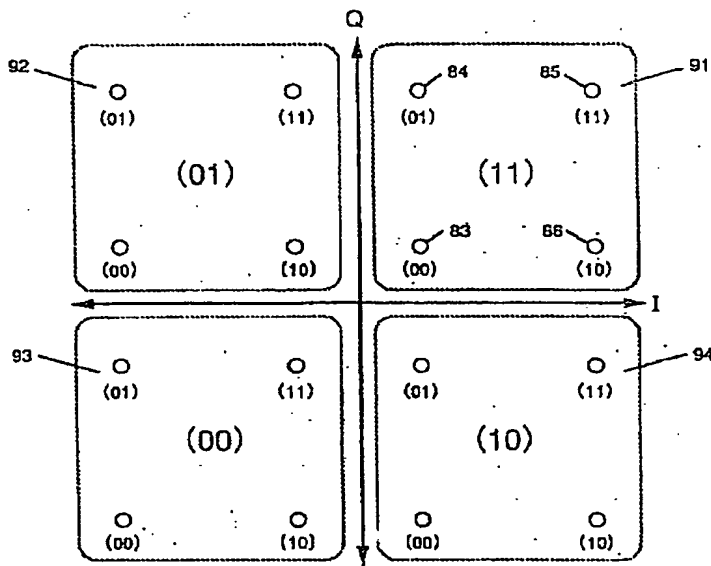 Q
92 84 85 91
(01) (11) (01) (11)
(01) (11)
83 86
(00) (10) (00) (10)
I
93 94
(01) (11) (01) (11)
(00) (10)
(00) (10) (00) (10)